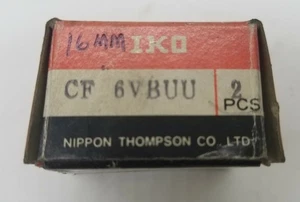 16MM IKO
CF 6VBUU 2
PCS
NIPPON THOMPSON CO. LTD